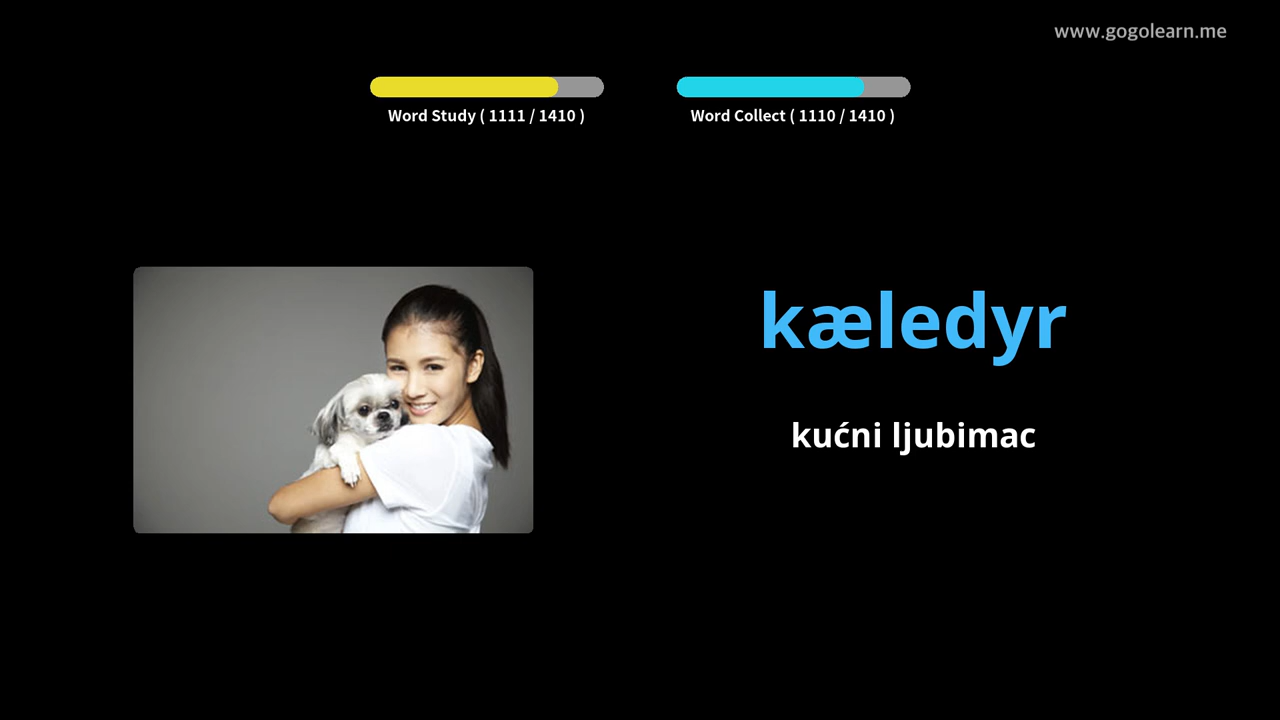 www.gogolearn.me
Word Study ( 1111 / 1410 )
Word Collect ( 1110 / 1410 )
kæledyr
kućni ljubimac